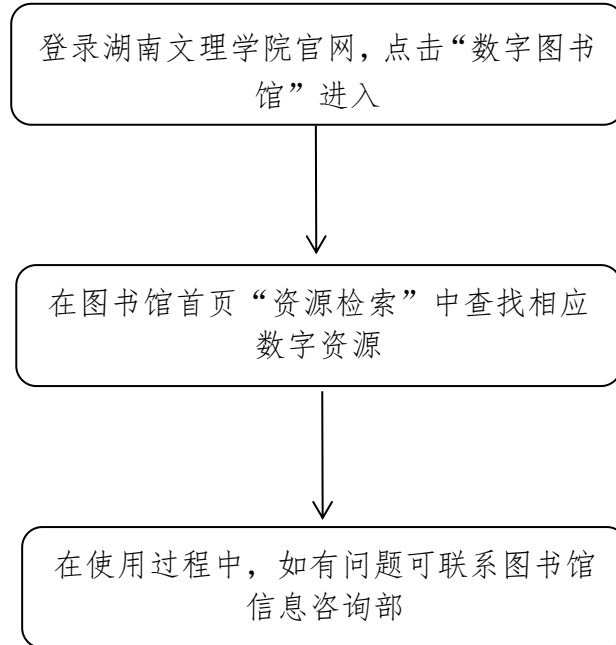 登录湖南文理学院官网，点击“数字图书
馆”进入
在图书馆首页“资源检索”中查找相应
数字资源
在使用过程中，如有问题可联系图书馆
信息咨询部